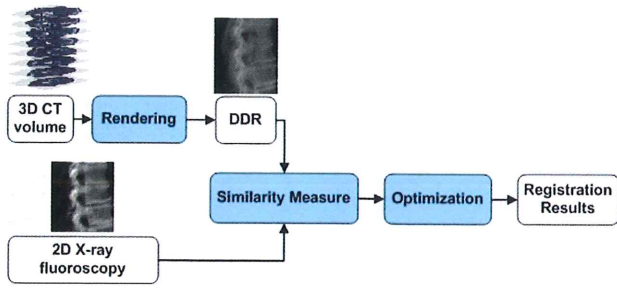 3D CT
volume
Rendering
DDR
Similarity Measure
Optimization
Registration
Results
2D X-ray
fluoroscopy